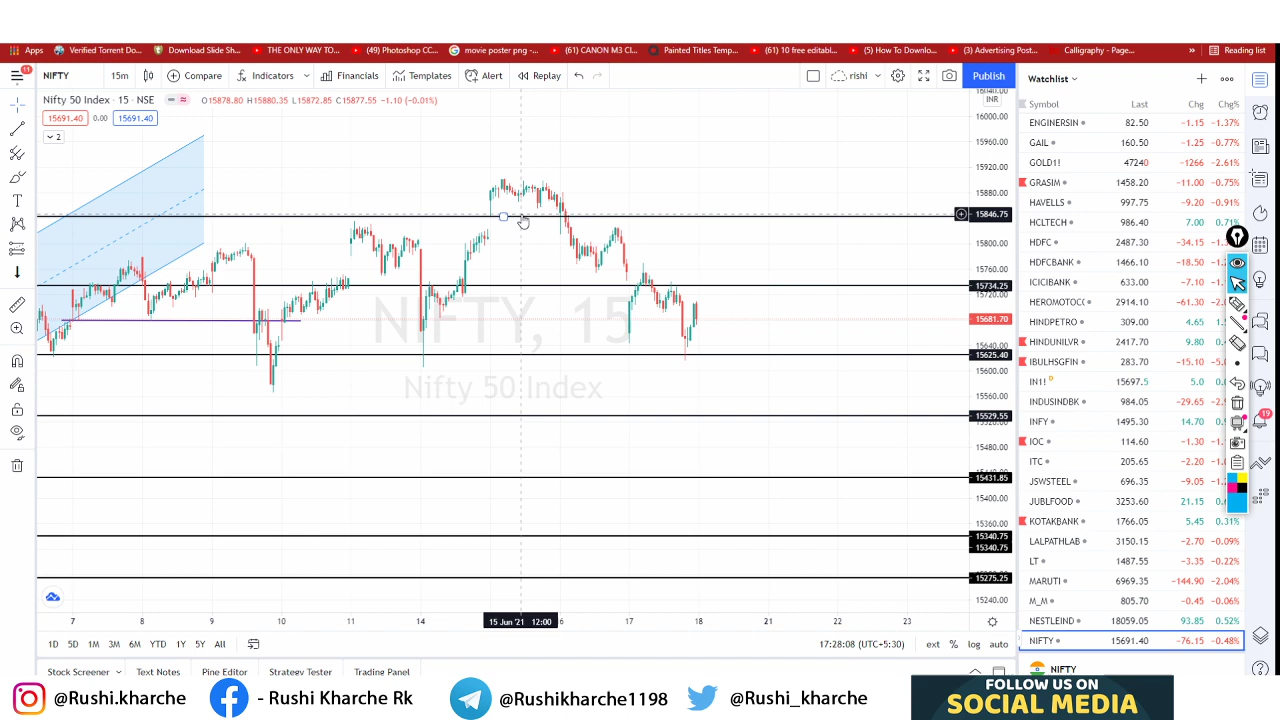 Apps Verified Torrent Do... Download Slide Sh... THE ONLY WAY TO... (49) Photoshop CC... movie poster png -... (61) CANON M3 Cl... Painted Titles Temp... (61) 10 free editabl... (5) How To Downlo... (3) Advertising Post... Calligraphy - Page... » Reading list
11 NIFTY 15m Compare Indicators Financials Templates Alert Replay rishi Publish Watchlist
Nifty 50 Index · 15 · NSE O15878.80 H15880.35 L15872.85 C15877.55 −1.10 (−0.01%)
15691.40 0.00 15691.40
2
INR
16000.00
15960.00
15920.00
15880.00
15846.75
15800.00
15760.00
15734.25
15720.00
15681.70
15640.00
15625.40
15600.00
15560.00
15529.55
15480.00
15431.85
15400.00
15360.00
15340.75
15340.75
15275.25
15240.00
NIFTY, 15
Nifty 50 Index
7 8 9 10 11 14 15 Jun '21 12:00 6 17 18 21 22 23
1D 5D 1M 3M 6M YTD 1Y 5Y All 17:28:08 (UTC+5:30) ext % log auto
Stock Screener Text Notes Pine Editor Strategy Tester Trading Panel
Symbol Last Chg Chg%
ENGINERSIN 82.50 −1.15 −1.37%
GAIL 160.50 −1.25 −0.77%
GOLD1! 47240 −1266 −2.61%
GRASIM 1458.20 −11.00 −0.75%
HAVELLS 997.75 −9.20 −0.91%
HCLTECH 986.40 7.00 0.71%
HDFC 2487.30 −34.15
HDFCBANK 1466.10 −18.50
ICICIBANK 633.00 −7.10
HEROMOTOC 2914.10 −61.30
HINDPETRO 309.00 4.65
HINDUNILVR 2417.70 9.80
IBULHSGFIN 283.70 −15.10
IN1! D 15697.5 5.0
INDUSINDBK 984.05 −29.65
INFY 1495.30 14.70
IOC 114.60 −1.30
ITC 205.65 −2.20
JSWSTEEL 696.35 −9.05
JUBLFOOD 3253.60 21.15
KOTAKBANK 1766.05 5.45 0.31%
LALPATHLAB 3150.15 −2.70 −0.09%
LT 1487.55 −3.35 −0.22%
MARUTI 6969.35 −144.90 −2.04%
M_M 805.70 −0.45 −0.06%
NESTLEIND 18059.05 93.85 0.52%
NIFTY 15691.40 −76.15 −0.48%
NIFTY
19
@Rushi.kharche - Rushi Kharche Rk @Rushikharche1198 @Rushi_kharche
FOLLOW US ON
SOCIAL MEDIA